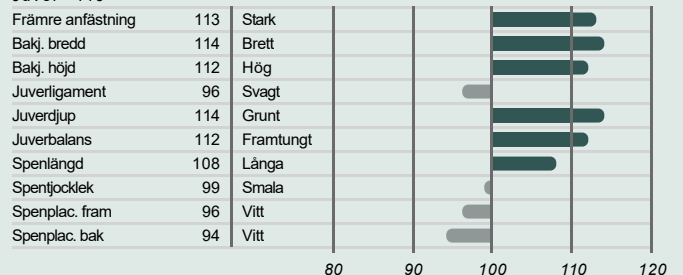 Främre anfästning 113 Stark
Bakj. bredd 114 Brett
Bakj. höjd 112 Hög
Juverligament 96 Svagt
Juverdjup 114 Grunt
Juverbalans 112 Framtungt
Spenlängd 108 Långa
Spentjocklek 99 Smala
Spenplac. fram 96 Vitt
Spenplac. bak 94 Vitt
80 90 100 110 120